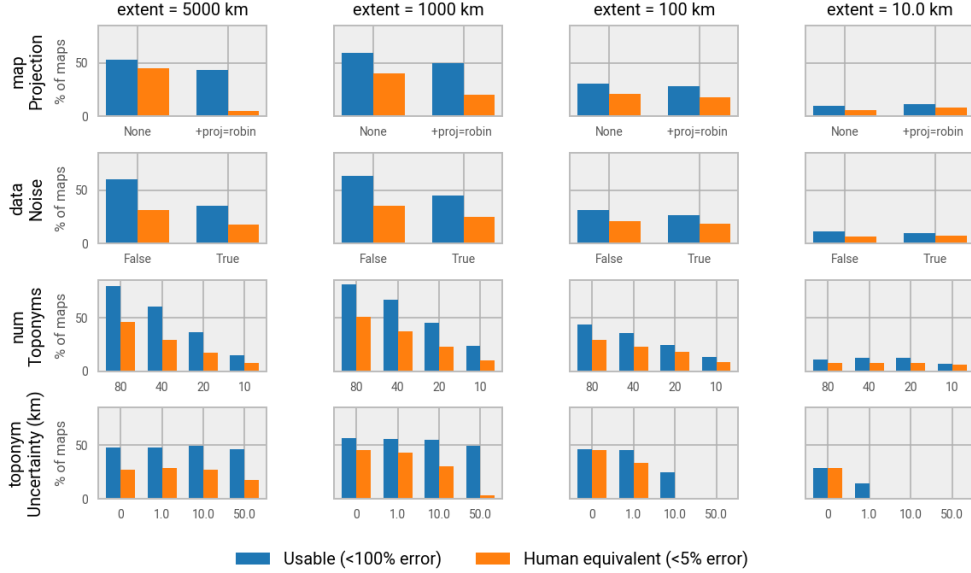 extent = 5000 km
extent = 1000 km
extent = 100 km
extent = 10.0 km
map
Projection
% of maps
50
0
None +proj=robin
None +proj=robin
None +proj=robin
None +proj=robin
data
Noise
% of maps
50
0
False True
False True
False True
False True
num
Toponyms
% of maps
50
0
80 40 20 10
80 40 20 10
80 40 20 10
80 40 20 10
toponym
Uncertainty (km)
% of maps
50
0
0 1.0 10.0 50.0
0 1.0 10.0 50.0
0 1.0 10.0 50.0
0 1.0 10.0 50.0
Usable (<100% error)
Human equivalent (<5% error)